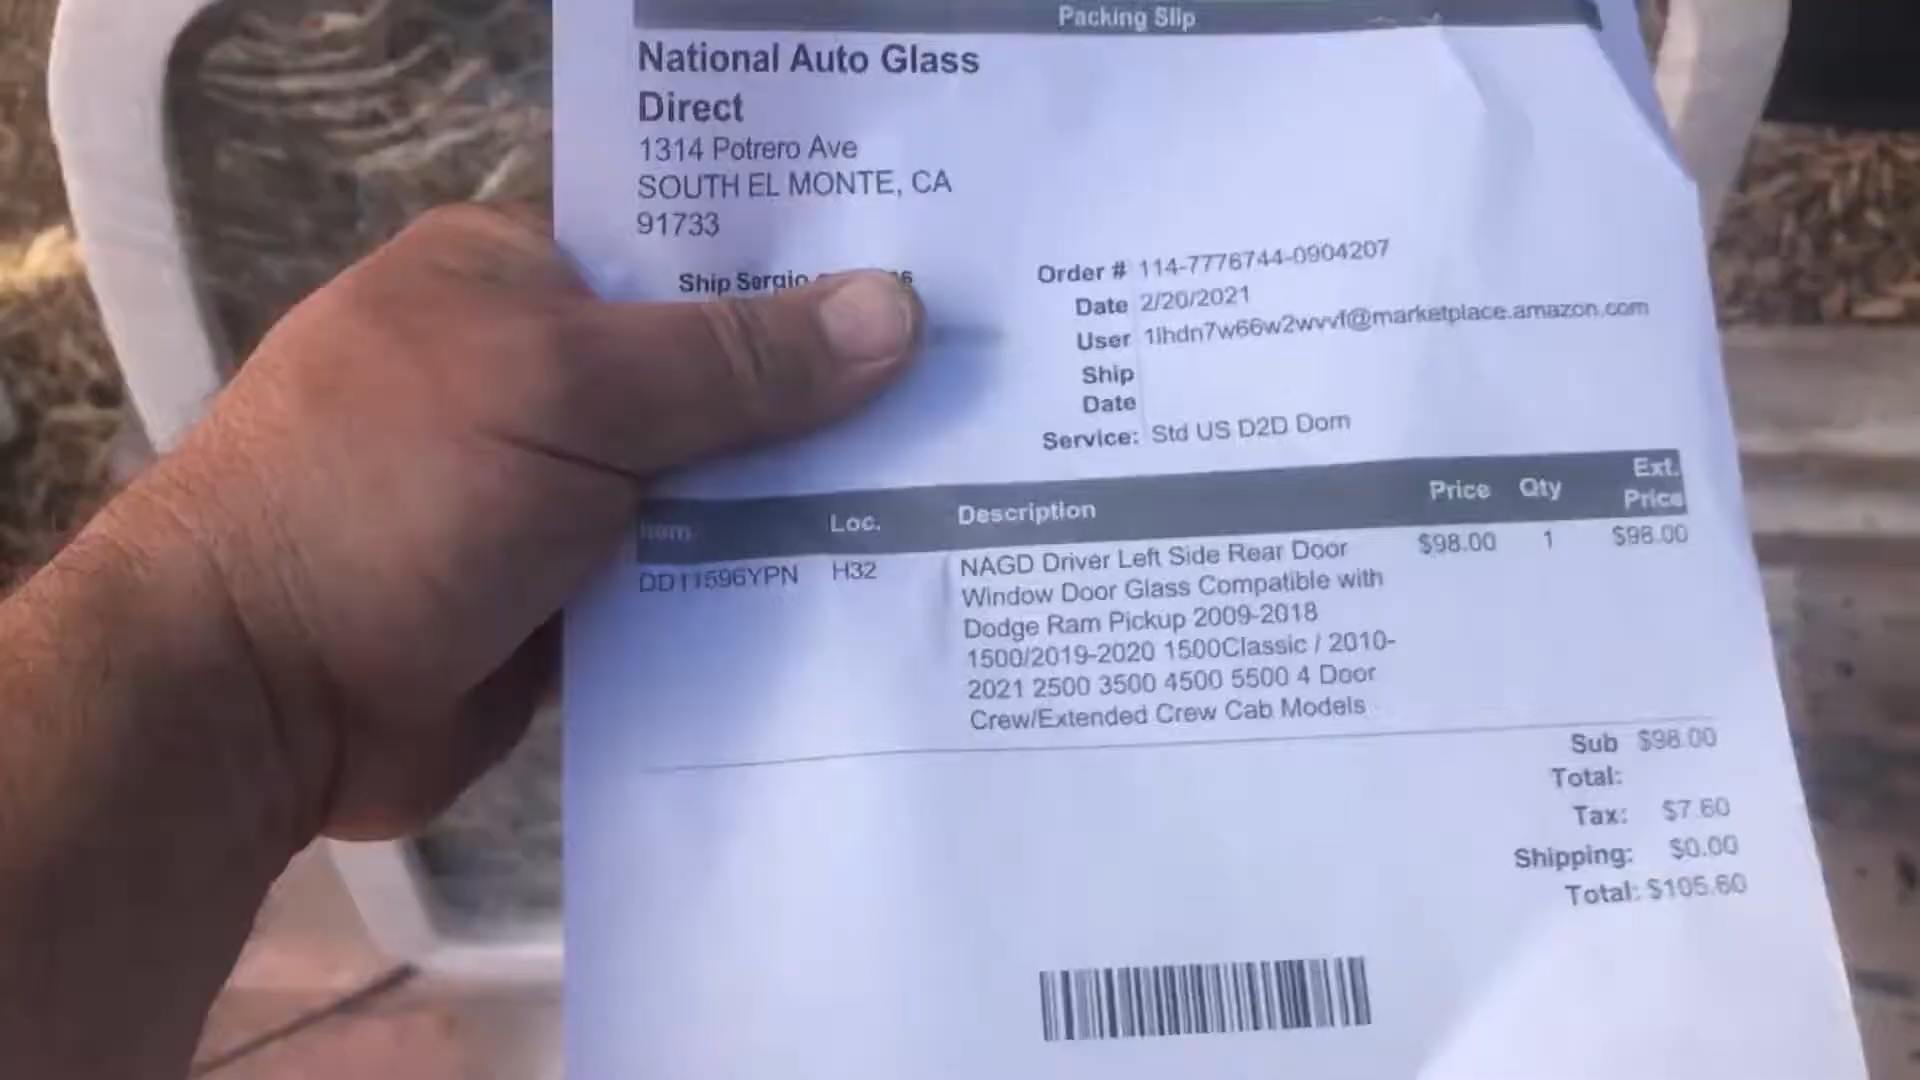 Packing Slip
National Auto Glass
Direct
1314 Potrero Ave
SOUTH EL MONTE, CA
91733
Ship Sergio
Order # 114-7776744-0904207
Date 2/20/2021
User 1lhdn7w66w2wvvf@marketplace.amazon.com
Ship
Date
Service: Std US D2D Dom
Item Loc. Description Price Qty Ext. Price
DD11596YPN H32 NAGD Driver Left Side Rear Door $98.00 1 $98.00
Window Door Glass Compatible with
Dodge Ram Pickup 2009-2018
1500/2019-2020 1500Classic / 2010-
2021 2500 3500 4500 5500 4 Door
Crew/Extended Crew Cab Models
Sub $98.00
Total:
Tax: $7.60
Shipping: $0.00
Total: $105.60